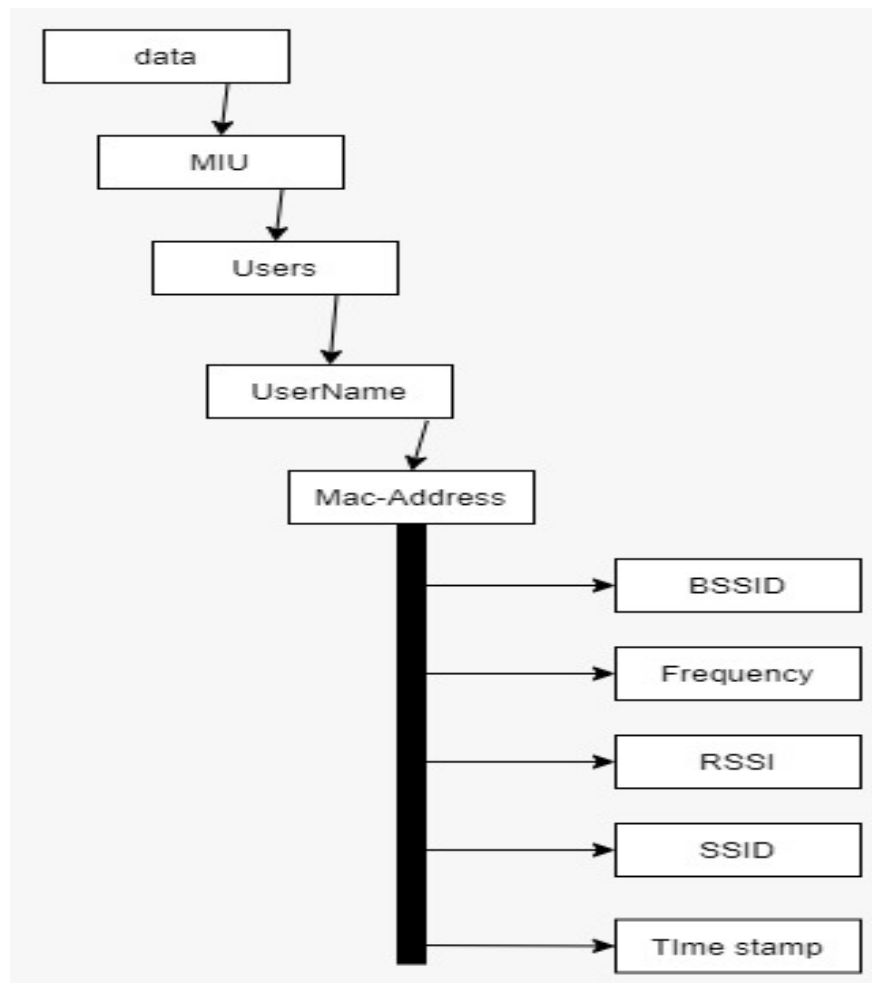 data
MIU
Users
UserName
Mac-Address
BSSID
Frequency
RSSI
SSID
TIme stamp